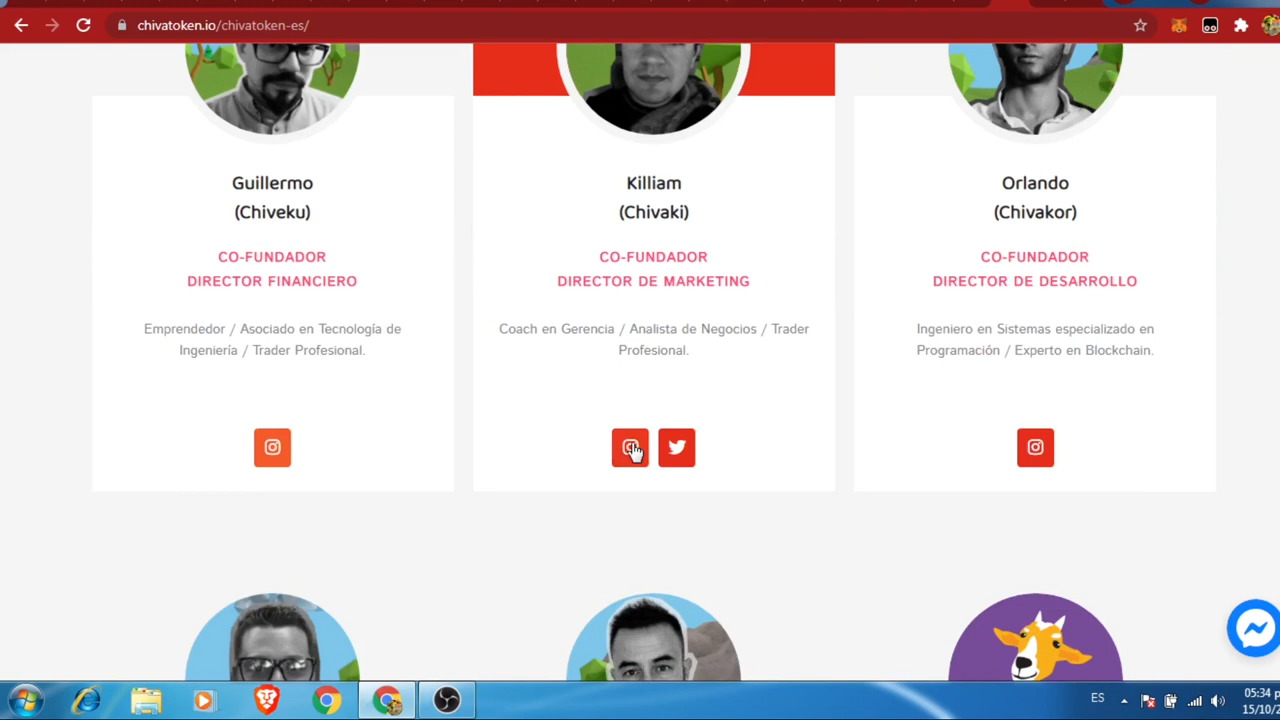 chivatoken.io/chivatoken-es/
Guillermo
(Chiveku)
CO-FUNDADOR
DIRECTOR FINANCIERO
Emprendedor / Asociado en Tecnología de
Ingeniería / Trader Profesional.
Killiam
(Chivaki)
CO-FUNDADOR
DIRECTOR DE MARKETING
Coach en Gerencia / Analista de Negocios / Trader
Profesional.
Orlando
(Chivakor)
CO-FUNDADOR
DIRECTOR DE DESARROLLO
Ingeniero en Sistemas especializado en
Programación / Experto en Blockchain.
ES
05:34 p
15/10/2